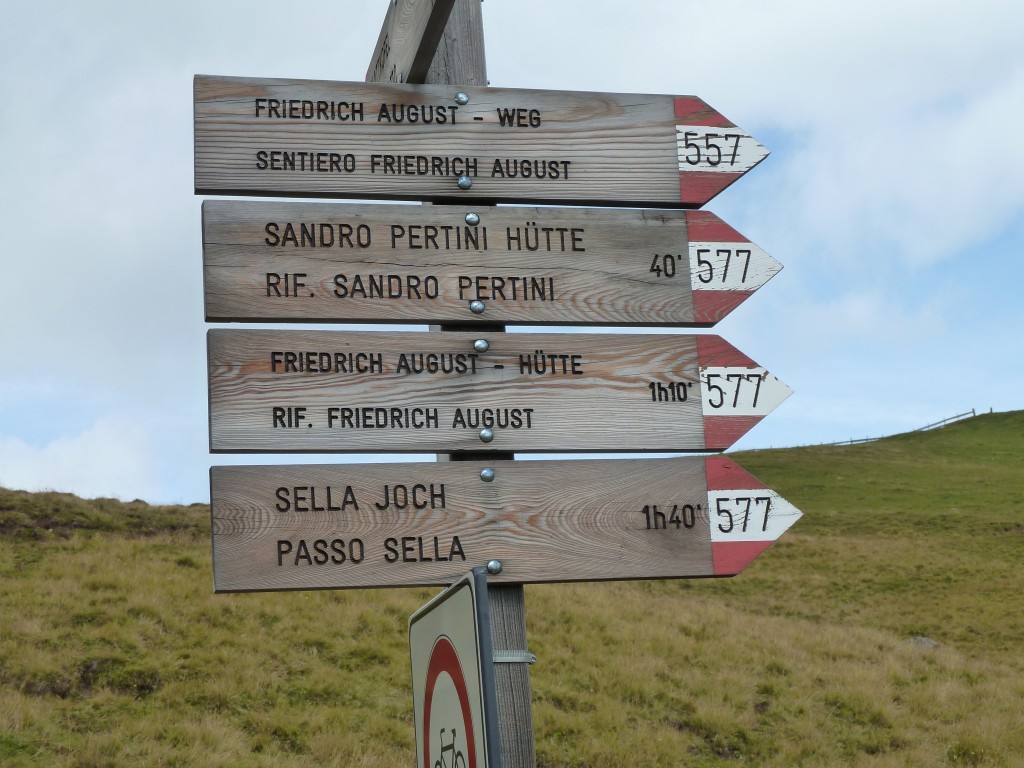 FRIEDRICH AUGUST - WEG
SENTIERO FRIEDRICH AUGUST
557
SANDRO PERTINI HÜTTE
RIF. SANDRO PERTINI
40'
577
FRIEDRICH AUGUST - HÜTTE
RIF. FRIEDRICH AUGUST
1h10'
577
SELLA JOCH
PASSO SELLA
1h40'
577